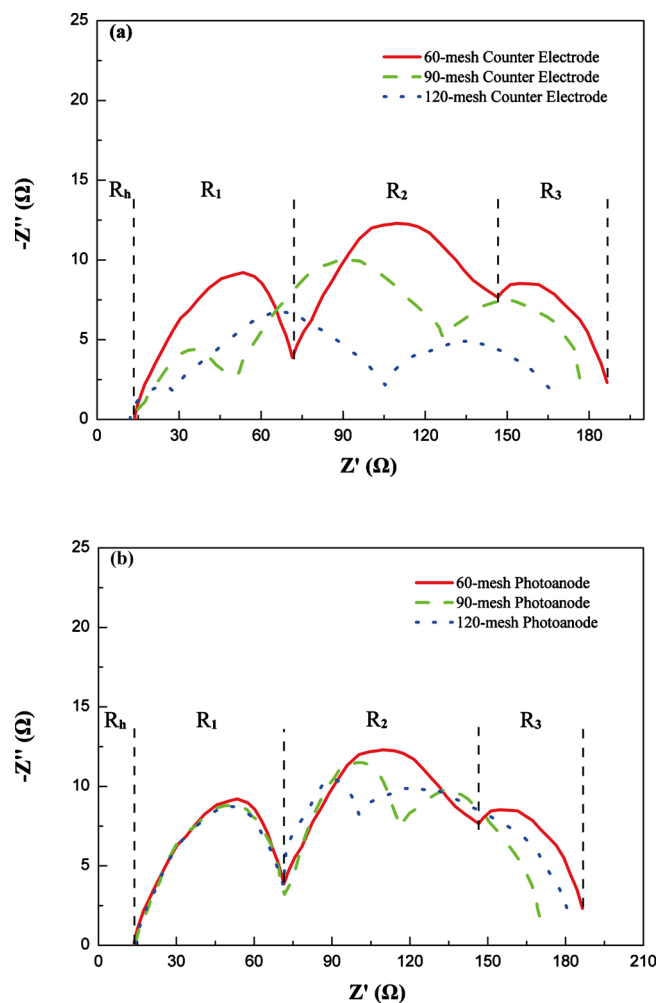 (a)
60-mesh Counter Electrode
90-mesh Counter Electrode
120-mesh Counter Electrode
Rh R1 R2 R3
-Z'' (Ω)
25
20
15
10
5
0
0 30 60 90 120 150 180
Z' (Ω)
(b)
60-mesh Photoanode
90-mesh Photoanode
120-mesh Photoanode
Rh R1 R2 R3
-Z'' (Ω)
25
20
15
10
5
0
0 30 60 90 120 150 180 210
Z' (Ω)